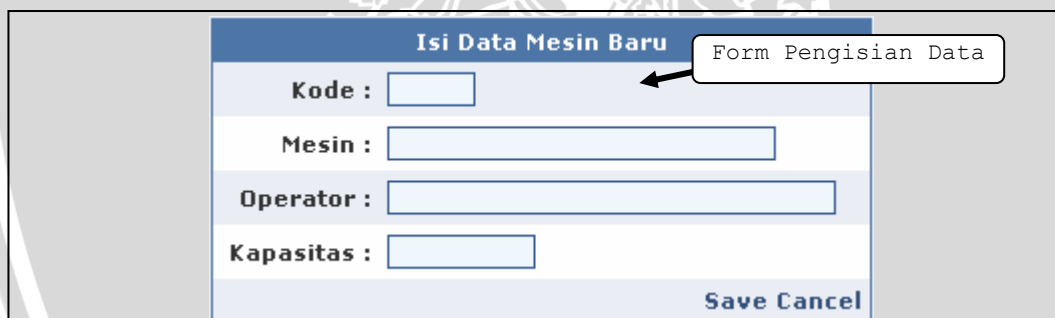 Isi Data Mesin Baru
Form Pengisian Data
Kode :
Mesin :
Operator :
Kapasitas :
Save Cancel